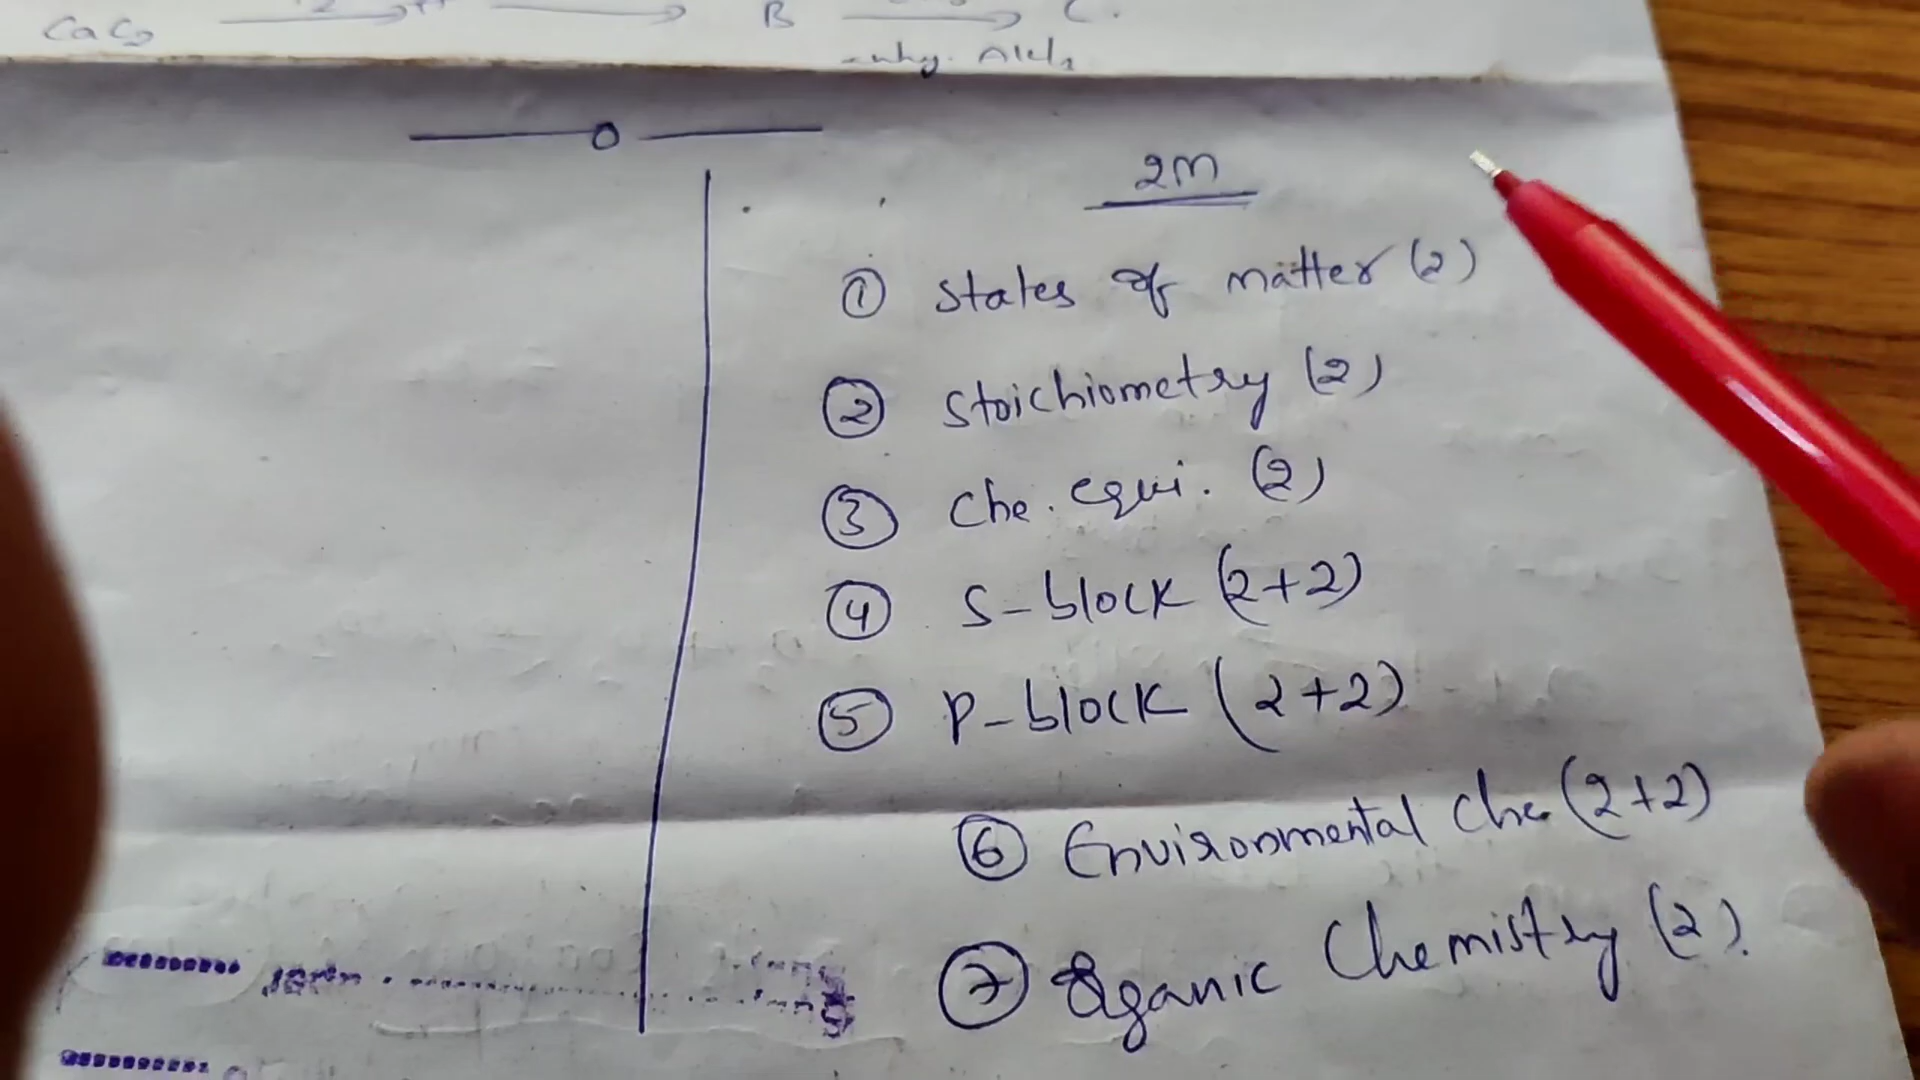 CaC2 B C.
AlCl3
2M
① States of matter (2)
② Stoichiometry (2)
③ Che. equi. (2)
④ S-block (2+2)
⑤ P-block (2+2)
⑥ Environmental Che. (2+2)
⑦ Organic Chemistry (2).